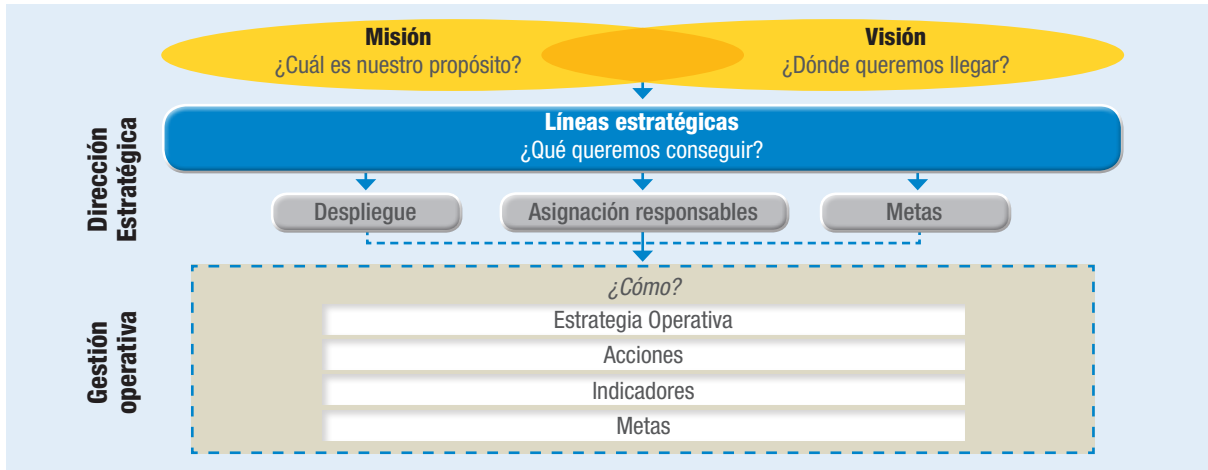 Misión
¿Cuál es nuestro propósito?
Visión
¿Dónde queremos llegar?
Dirección
Estratégica
Líneas estratégicas
¿Qué queremos conseguir?
Despliegue
Asignación responsables
Metas
Gestión
operativa
¿Cómo?
Estrategia Operativa
Acciones
Indicadores
Metas